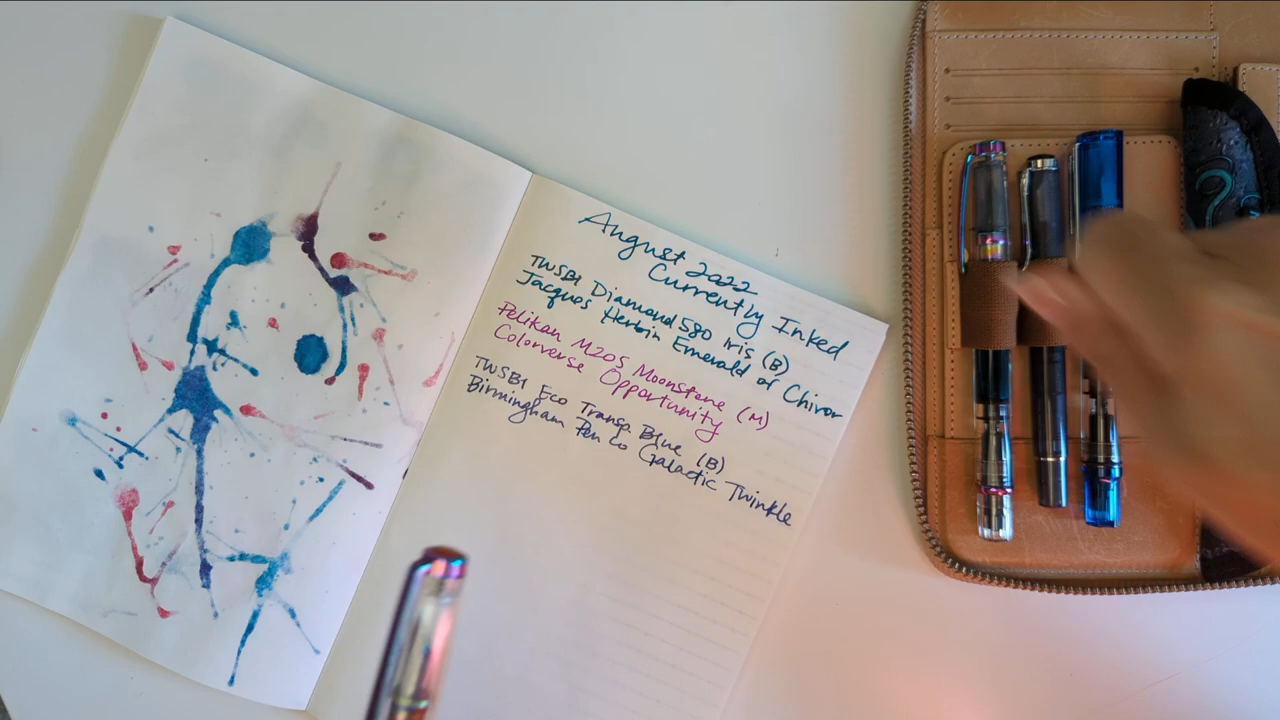 August 2022
Currently Inked
TWSBI Diamond 580 Iris (B)
Jacques Herbin Emerald of Chivor
Pelikan M205 Moonstone (M)
Colorverse Opportunity
TWSBI Eco Transp. Blue (B)
Birmingham Pen Co Galactic Twinkle